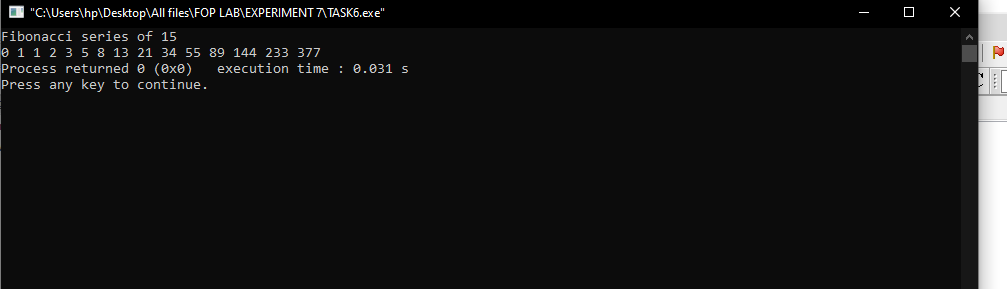 "C:\Users\hp\Desktop\All files\FOP LAB\EXPERIMENT 7\TASK6.exe"
Fibonacci series of 15
0 1 1 2 3 5 8 13 21 34 55 89 144 233 377
Process returned 0 (0x0)   execution time : 0.031 s
Press any key to continue.